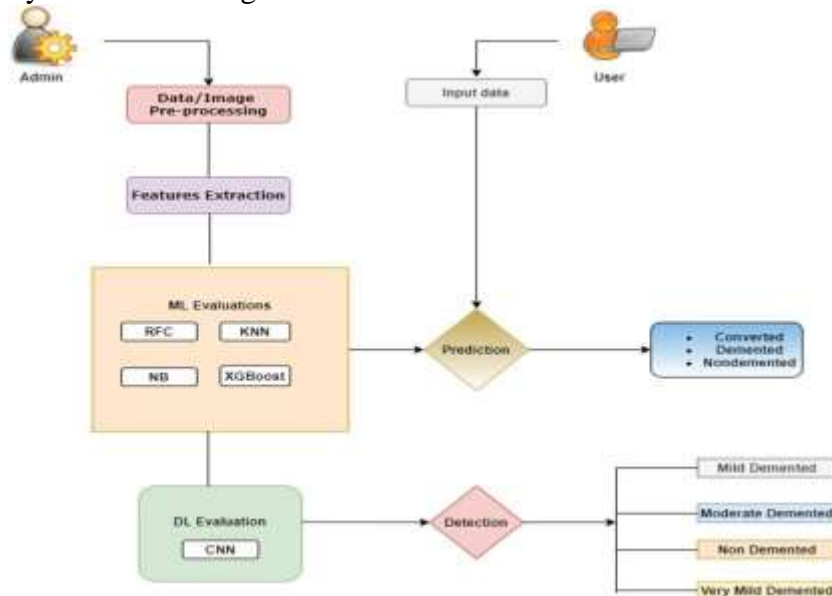 Admin
User
Data/Image
Pre-processing
Input data
Features Extraction
ML Evaluations
RFC
KNN
NB
XGBoost
Prediction
• Converted
• Demented
• Nondemented
DL Evaluation
CNN
Detection
Mild Demented
Moderate Demented
Non Demented
Very Mild Demented